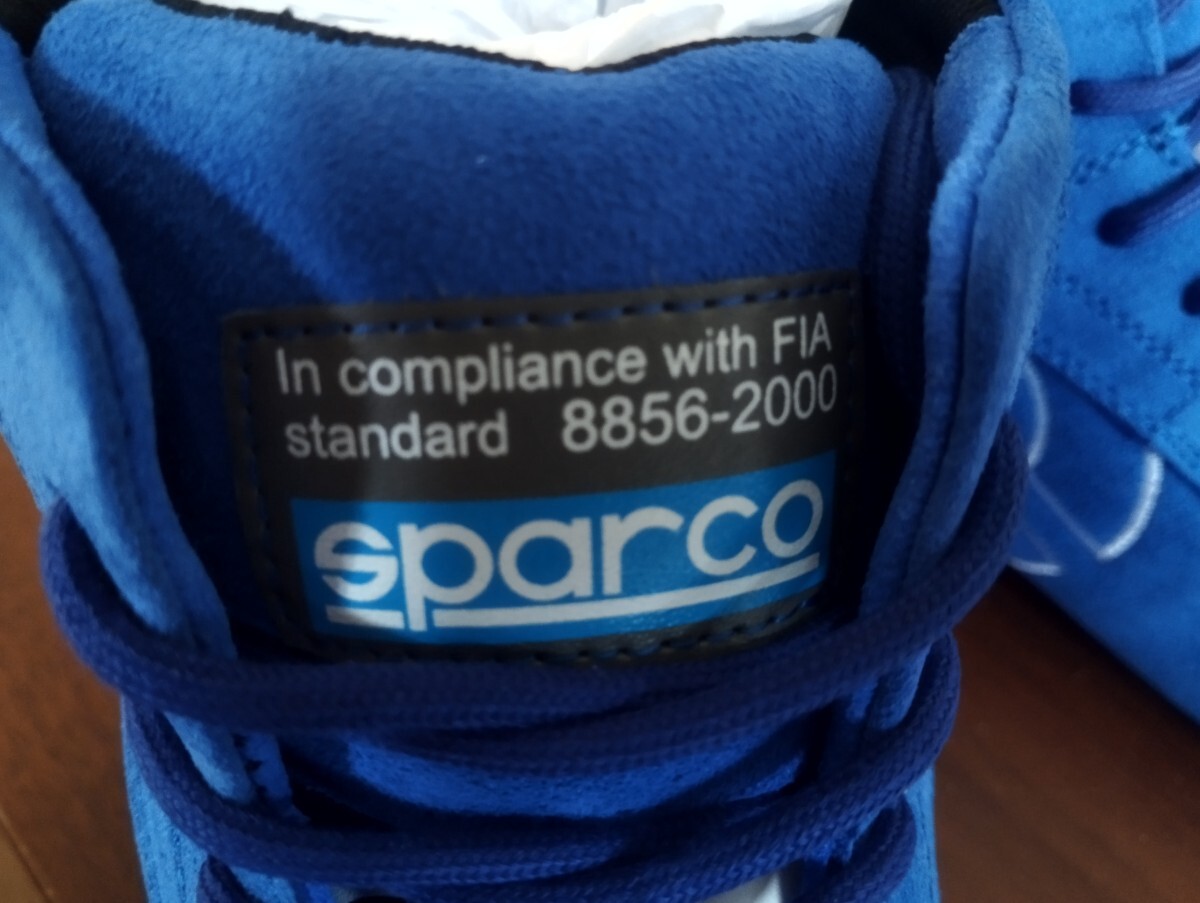 In compliance with FIA
standard 8856-2000
sparco